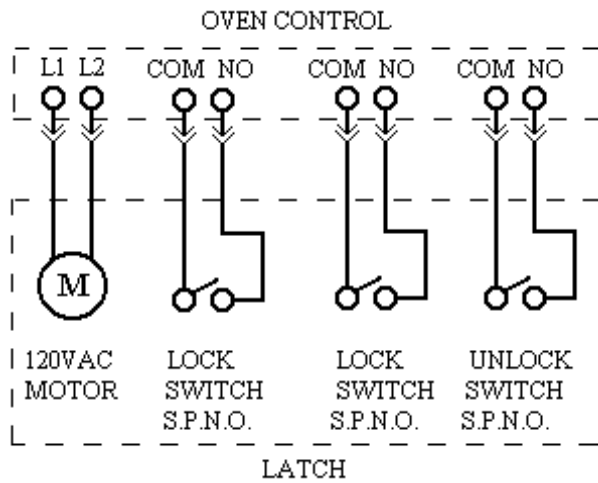 OVEN CONTROL
L1 L2 COM NO COM NO COM NO
M
120VAC MOTOR
LOCK SWITCH S.P.N.O.
LOCK SWITCH S.P.N.O.
UNLOCK SWITCH S.P.N.O.
LATCH